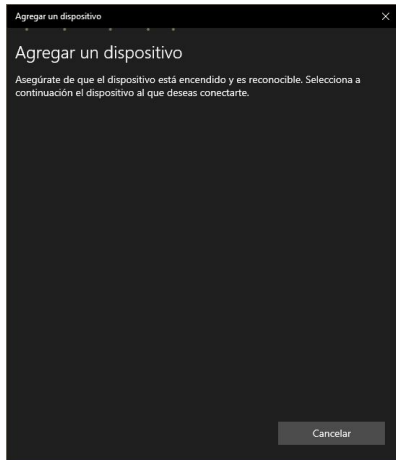 Agregar un dispositivo
Agregar un dispositivo
Asegúrate de que el dispositivo está encendido y es reconocible. Selecciona a
continuación el dispositivo al que deseas conectarte.
Cancelar